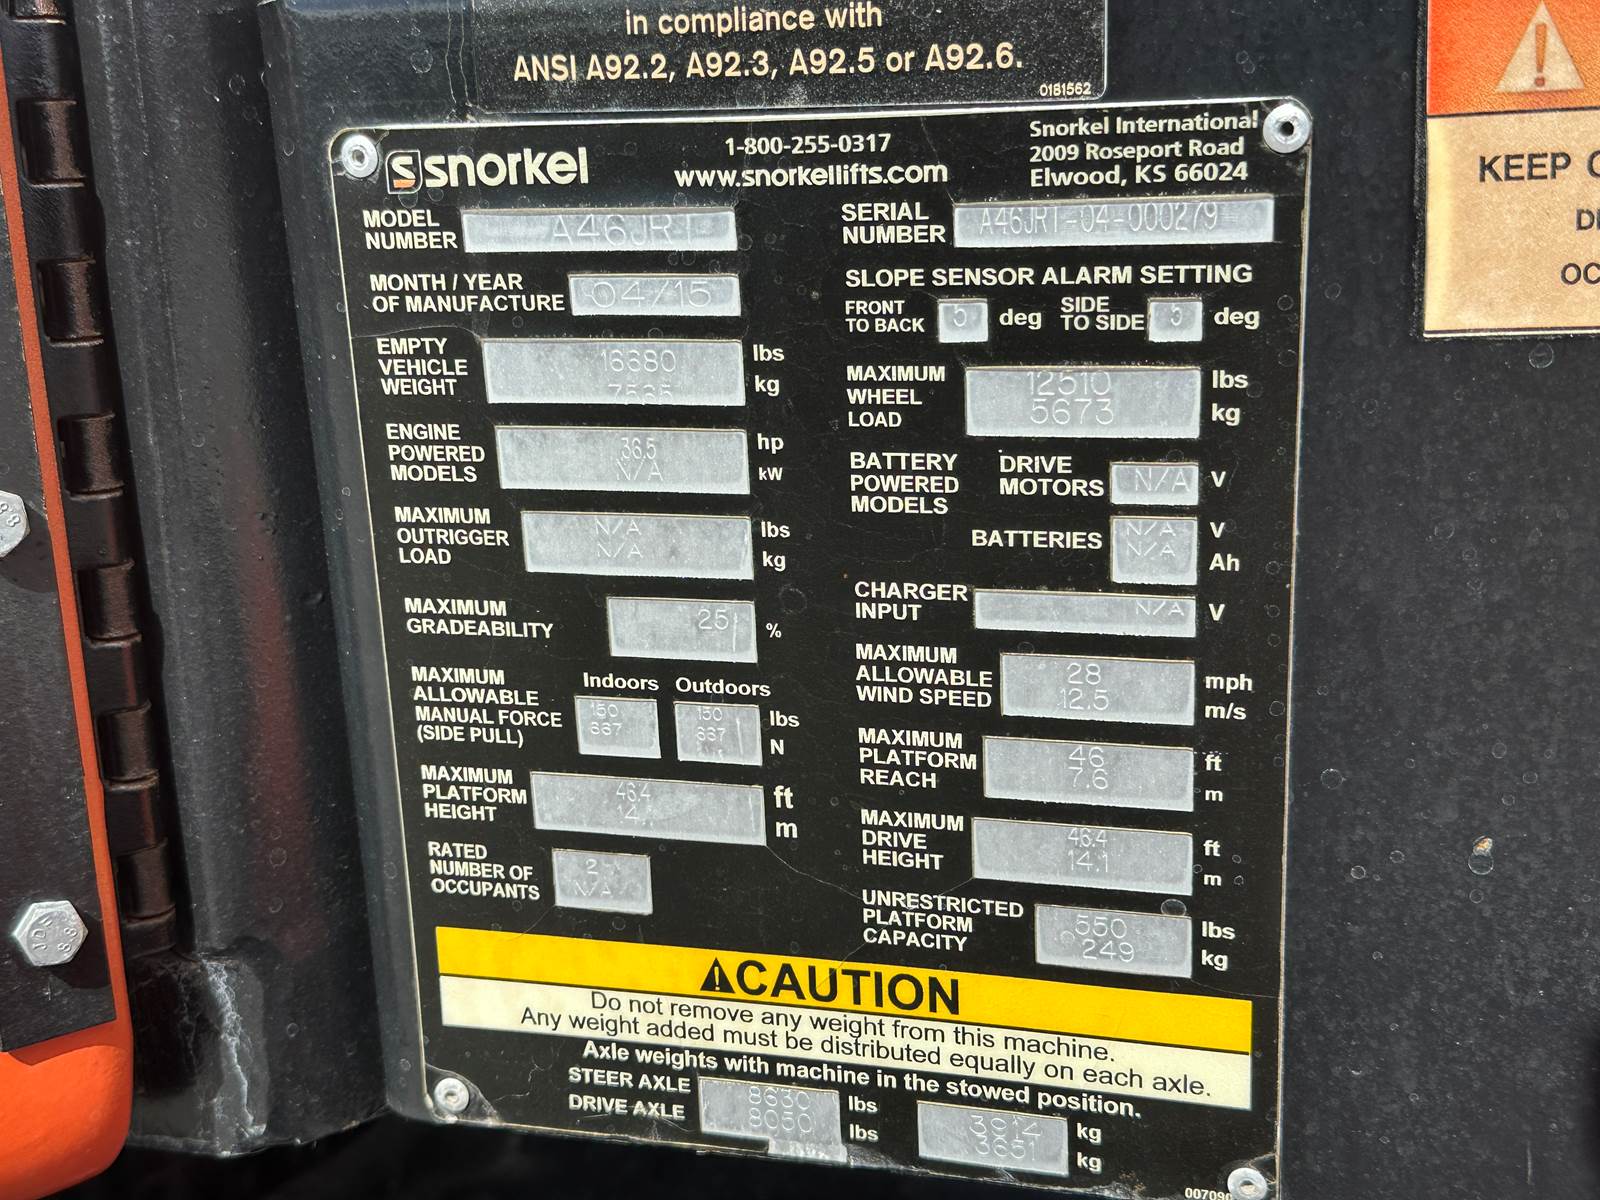 in compliance with
ANSI A92.2, A92.3, A92.5 or A92.6.
0181562
snorkel
1-800-255-0317
www.snorkellifts.com
Snorkel International
2009 Roseport Road
Elwood, KS 66024
MODEL
NUMBER
A46JRT
MONTH / YEAR
OF MANUFACTURE
04/15
EMPTY
VEHICLE
WEIGHT
16680 lbs
7565 kg
ENGINE
POWERED
MODELS
36.5 hp
N/A kW
MAXIMUM
OUTRIGGER
LOAD
N/A lbs
N/A kg
MAXIMUM
GRADEABILITY
25 %
MAXIMUM
ALLOWABLE
MANUAL FORCE
(SIDE PULL)
Indoors Outdoors
150 150 lbs
667 667 N
MAXIMUM
PLATFORM
HEIGHT
46.4 ft
14. m
RATED
NUMBER OF
OCCUPANTS
2
N/A
SERIAL
NUMBER
A46JRT-04-000279
SLOPE SENSOR ALARM SETTING
FRONT
TO BACK
5 deg
SIDE
TO SIDE
5 deg
MAXIMUM
WHEEL
LOAD
12510 lbs
5673 kg
BATTERY
POWERED
MODELS
DRIVE
MOTORS
N/A V
BATTERIES
N/A V
N/A Ah
CHARGER
INPUT
N/A V
MAXIMUM
ALLOWABLE
WIND SPEED
28 mph
12.5 m/s
MAXIMUM
PLATFORM
REACH
46 ft
7.6 m
MAXIMUM
DRIVE
HEIGHT
46.4 ft
14.1 m
UNRESTRICTED
PLATFORM
CAPACITY
550 lbs
249 kg
CAUTION
Do not remove any weight from this machine.
Any weight added must be distributed equally on each axle.
Axle weights with machine in the stowed position.
STEER AXLE 8630 lbs 3914 kg
DRIVE AXLE 8050 lbs 3651 kg
00709
KEEP
JDF
8.8